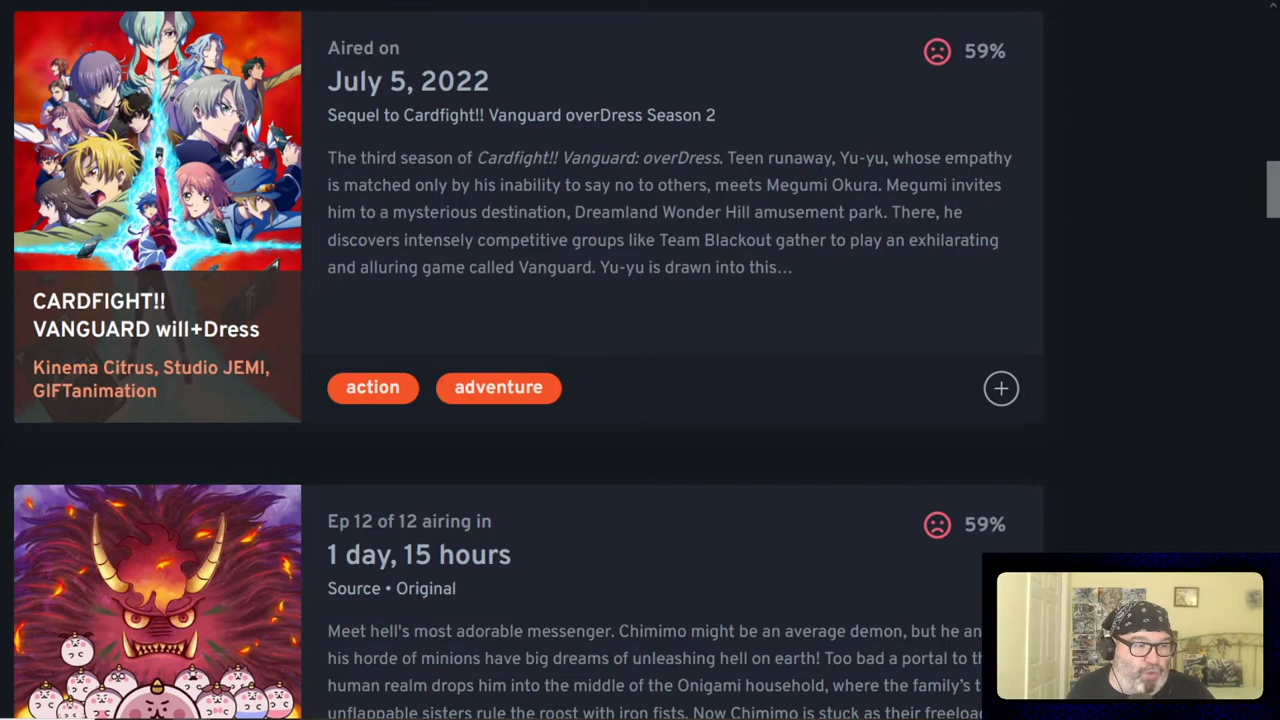 Aired on
59%
July 5, 2022
Sequel to Cardfight!! Vanguard overDress Season 2
The third season of Cardfight!! Vanguard: overDress. Teen runaway, Yu-yu, whose empathy
is matched only by his inability to say no to others, meets Megumi Okura. Megumi invites
him to a mysterious destination, Dreamland Wonder Hill amusement park. There, he
discovers intensely competitive groups like Team Blackout gather to play an exhilarating
and alluring game called Vanguard. Yu-yu is drawn into this…
CARDFIGHT!!
VANGUARD will+Dress
Kinema Citrus, Studio JEMI,
GIFTanimation
action
adventure
Ep 12 of 12 airing in
59%
1 day, 15 hours
Source • Original
Meet hell's most adorable messenger. Chimimo might be an average demon, but he an
his horde of minions have big dreams of unleashing hell on earth! Too bad a portal to th
human realm drops him into the middle of the Onigami household, where the family's t
unflappable sisters rule the roost with iron fists. Now Chimimo is stuck as their freeloa